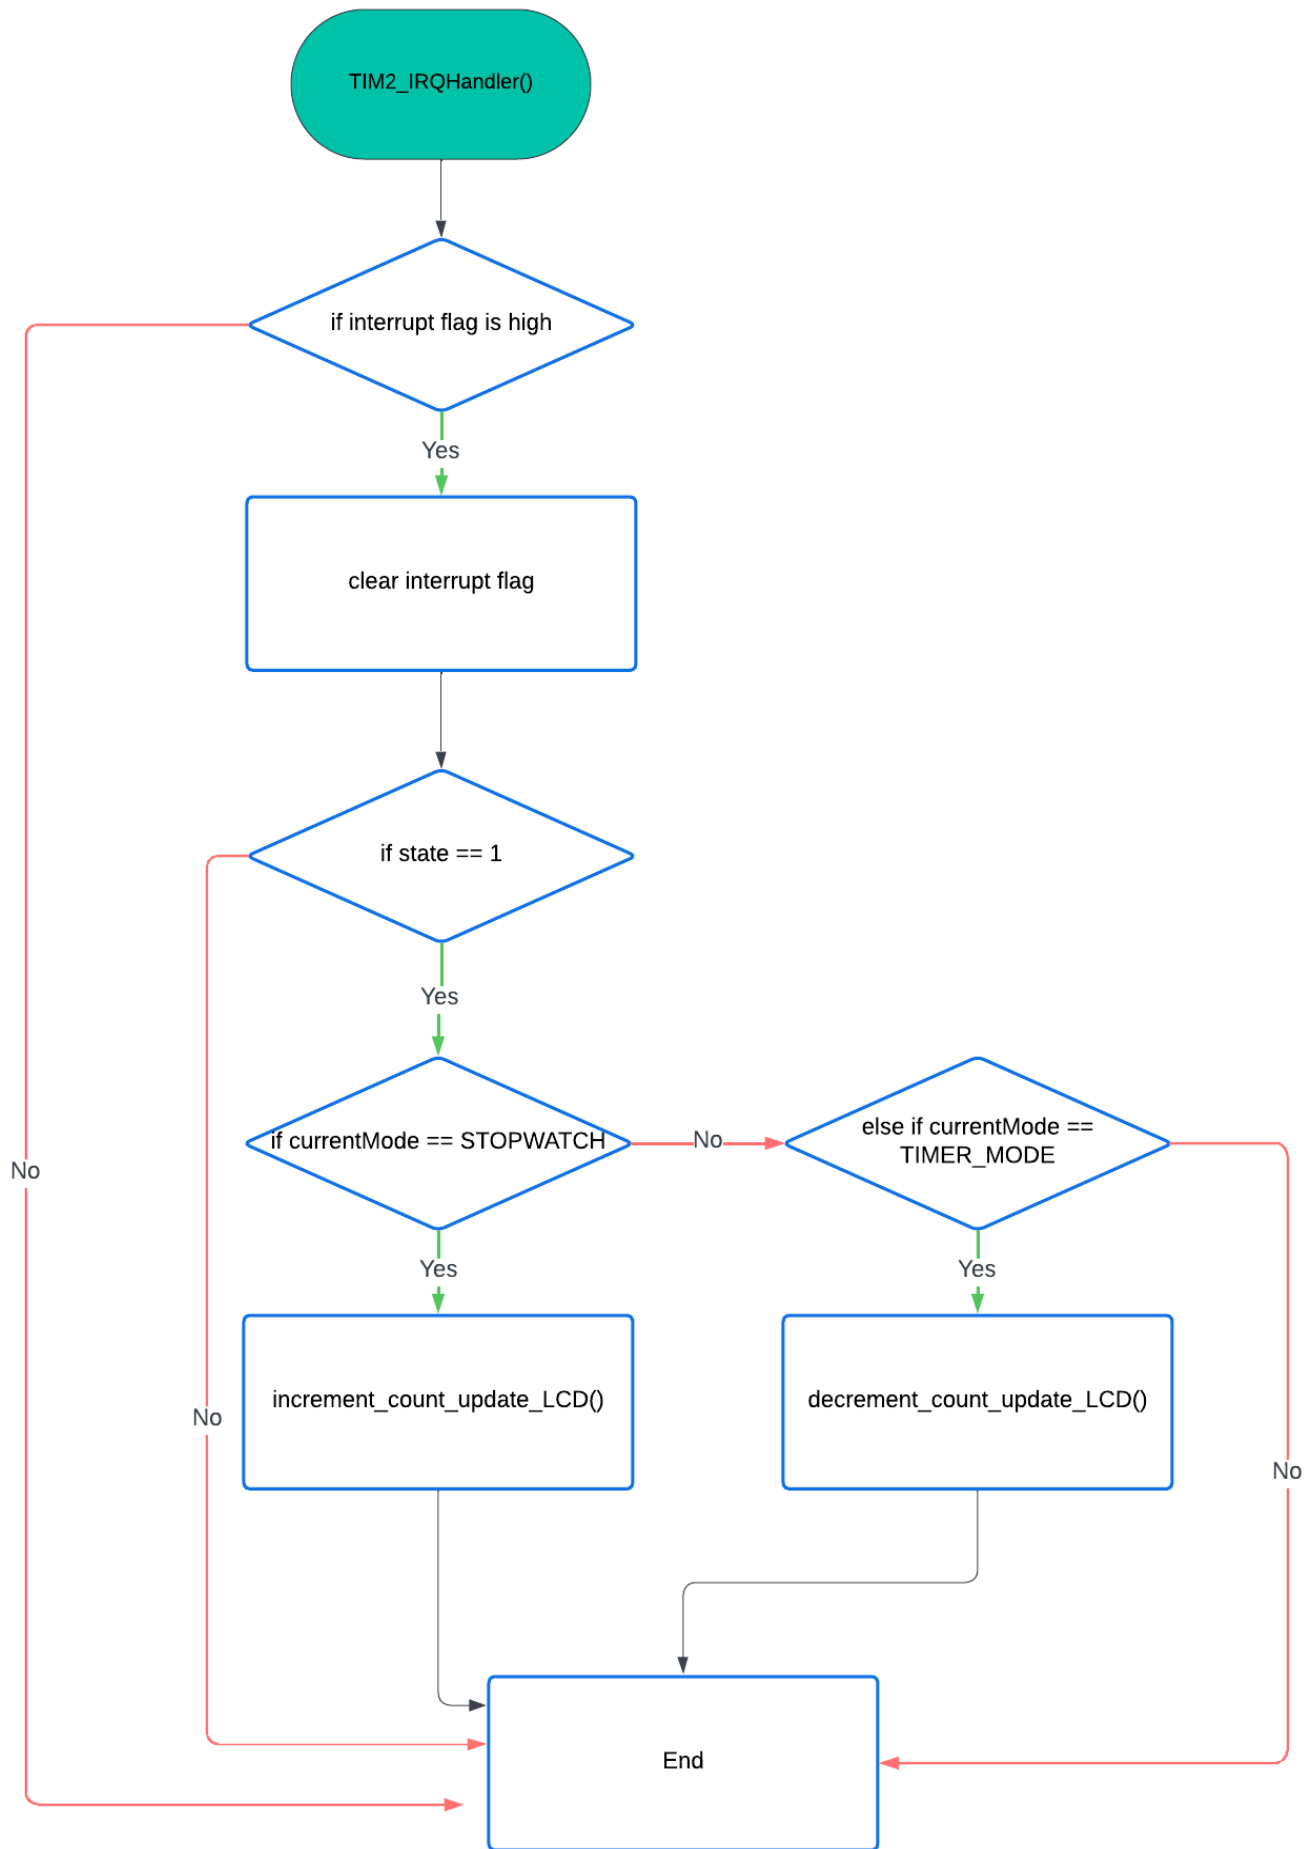 TIM2_IRQHandler()
if interrupt flag is high
Yes
clear interrupt flag
if state == 1
Yes
if currentMode == STOPWATCH
No
else if currentMode ==
TIMER_MODE
No
Yes
Yes
increment_count_update_LCD()
decrement_count_update_LCD()
No
No
End